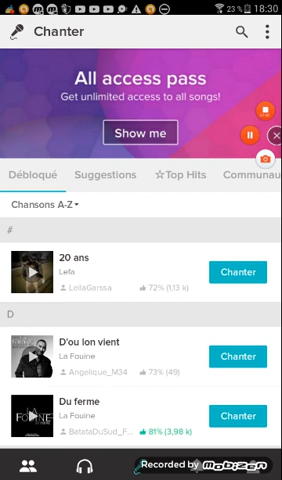 23 % 18:30
Chanter
All access pass
Get unlimited access to all songs!
Show me
Débloqué Suggestions ☆Top Hits Communau
Chansons A-Z
#
20 ans
Lefa
LeilaGarssa 72% (1,13 k)
Chanter
D
D'ou lon vient
La Fouine
Angelique_M34 73% (49)
Chanter
Du ferme
La Fouine
BatataDuSud_F... 81% (3,98 k)
Chanter
Recorded by mobizen